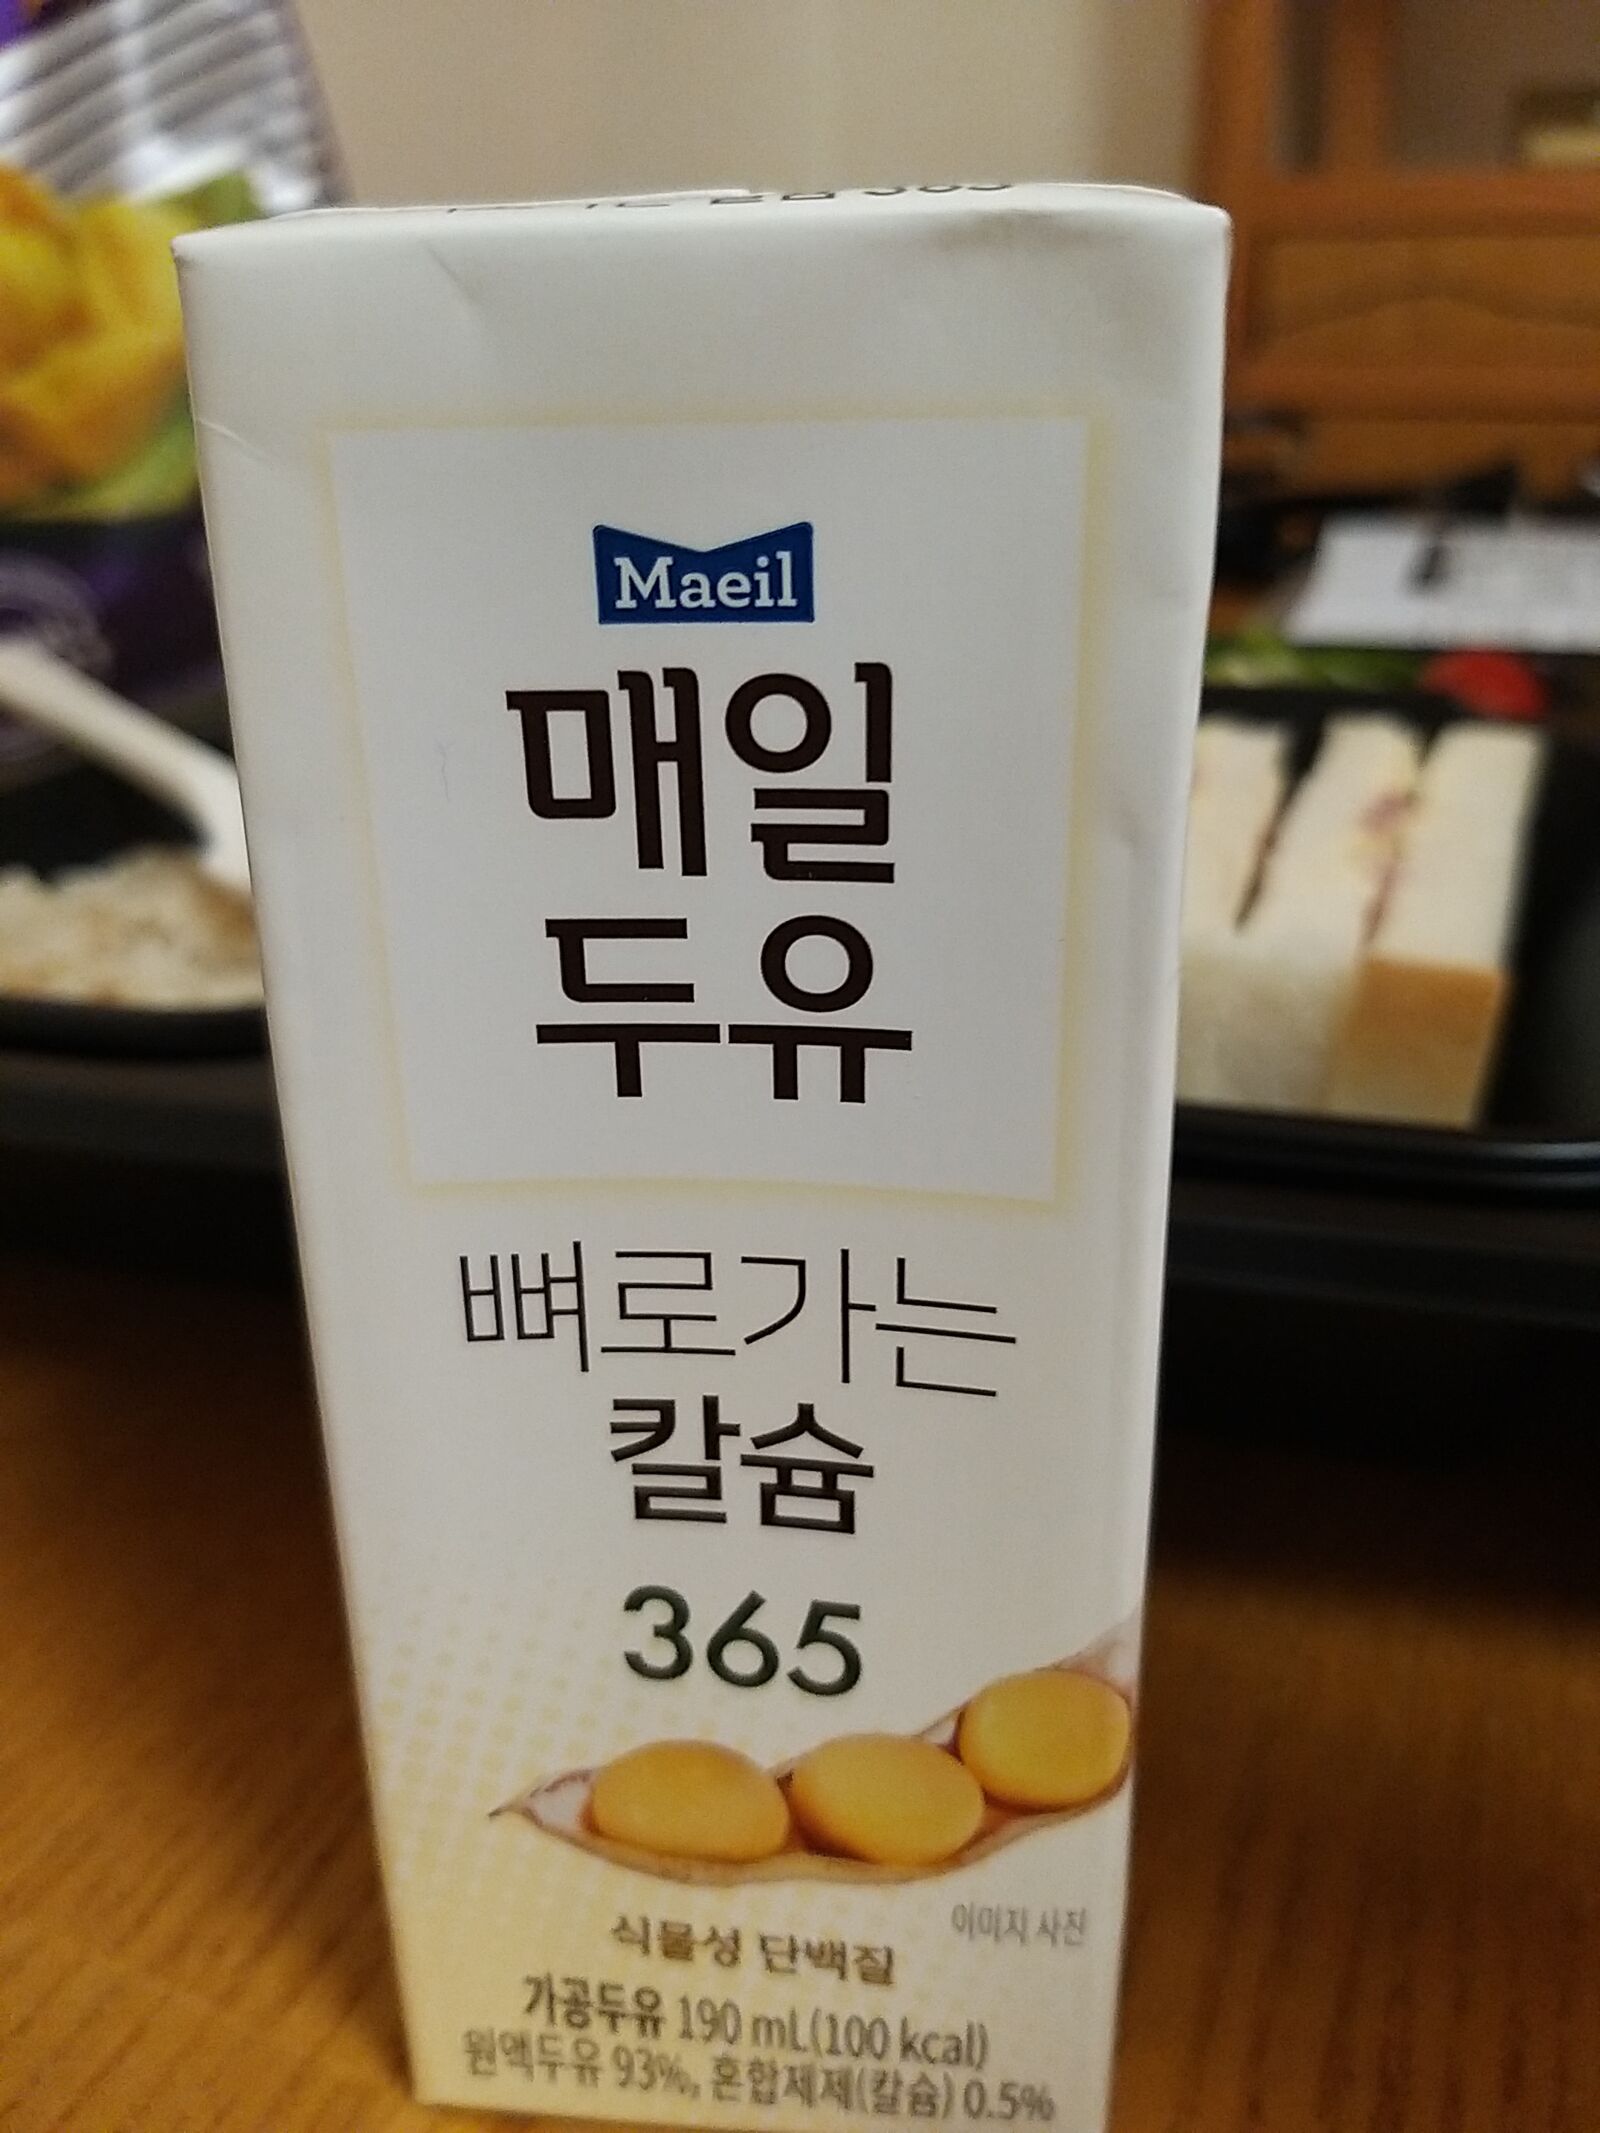 Maeil
매일
두유
뼈로가는
칼슘
365
이미지 사진
식물성 단백질
가공두유 190 mL(100 kcal)
원액두유 93%, 혼합제제(칼슘) 0.5%